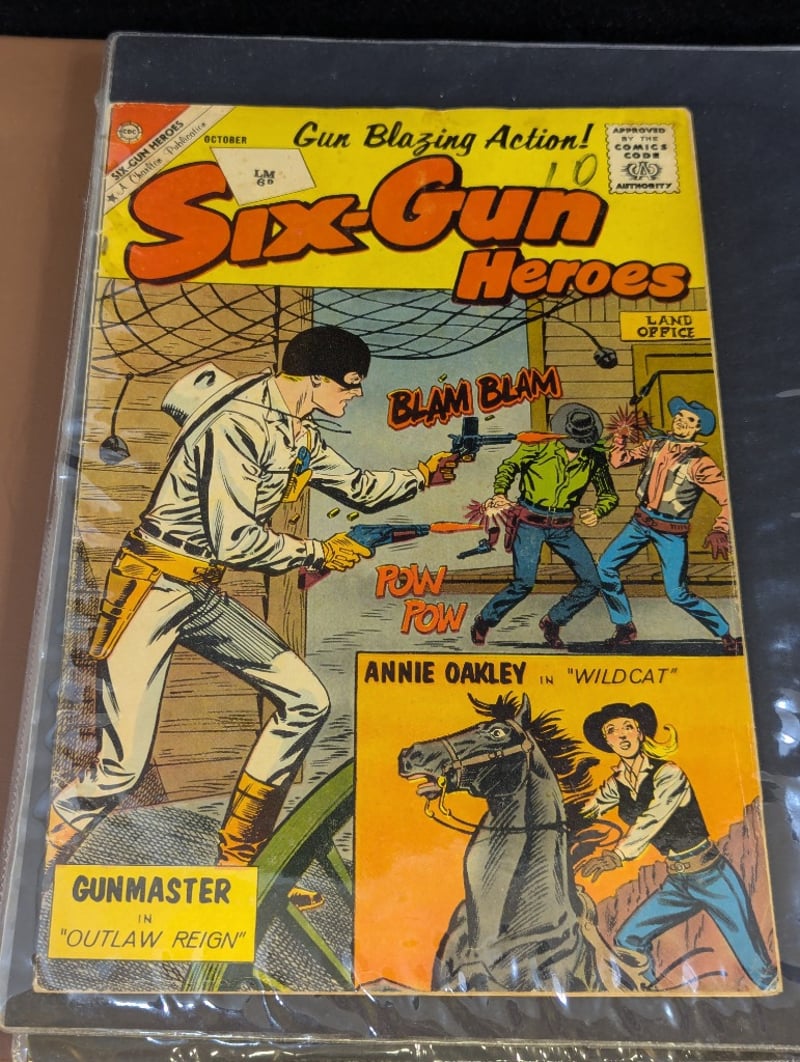 CDC
SIX-GUN HEROES
A Charlton Publication
OCTOBER
Gun Blazing Action!
10
APPROVED
BY THE
COMICS
CODE
CA
AUTHORITY
LM
6D
SIX-GUN
HEROES
LAND
OFFICE
BLAM BLAM
POW
POW
ANNIE OAKLEY IN "WILDCAT"
GUNMASTER
IN
"OUTLAW REIGN"